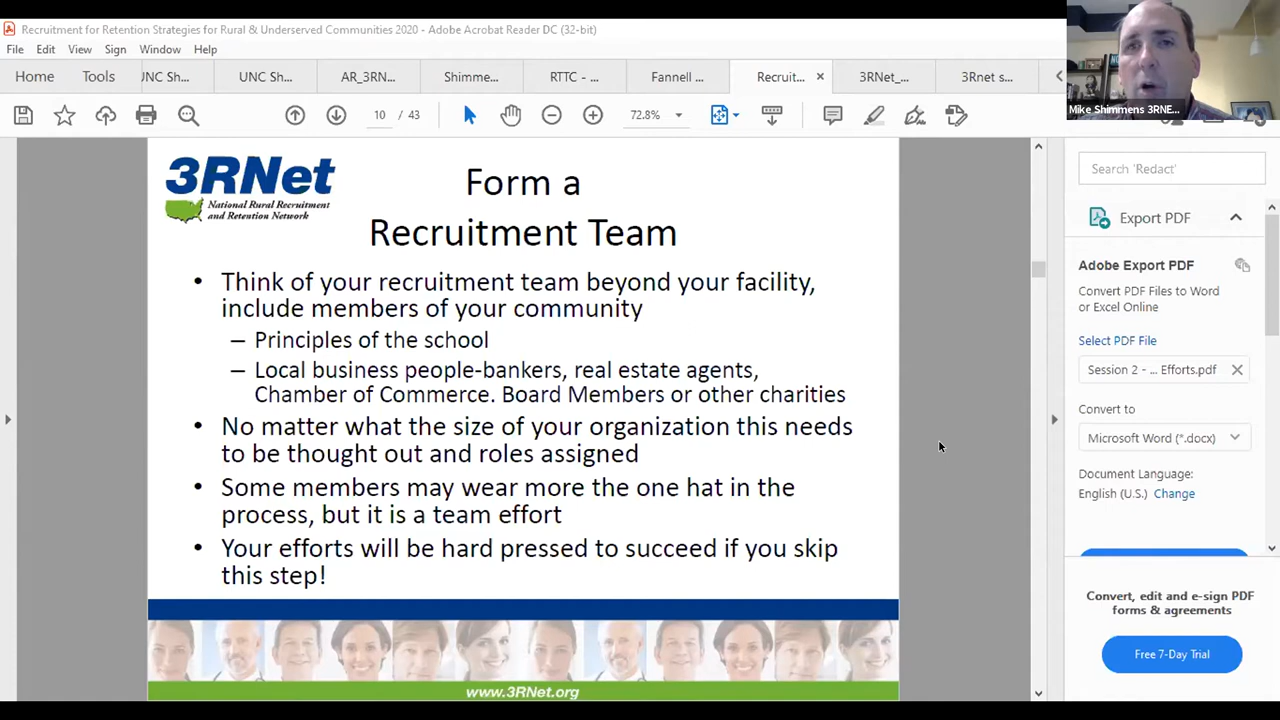 Recruitment for Retention Strategies for Rural & Underserved Communities 2020 - Adobe Acrobat Reader DC (32-bit)
File Edit View Sign Window Help
Home Tools UNC Sh... UNC Sh... AR_3RN... Shimme... RTTC - ... Fannell ... Recruit... 3RNet_... 3Rnet s...
Mike Shimmens 3RNE...
/ 43 72.8%
3RNet
National Rural Recruitment
and Retention Network
Form a
Recruitment Team
• Think of your recruitment team beyond your facility,
include members of your community
– Principles of the school
– Local business people-bankers, real estate agents,
Chamber of Commerce. Board Members or other charities
• No matter what the size of your organization this needs
to be thought out and roles assigned
• Some members may wear more the one hat in the
process, but it is a team effort
• Your efforts will be hard pressed to succeed if you skip
this step!
www.3RNet.org
Search 'Redact'
Export PDF
Adobe Export PDF
Convert PDF Files to Word
or Excel Online
Select PDF File
Session 2 - ... Efforts.pdf
Convert to
Microsoft Word (*.docx)
Document Language:
English (U.S.) Change
Convert, edit and e-sign PDF
forms & agreements
Free 7-Day Trial